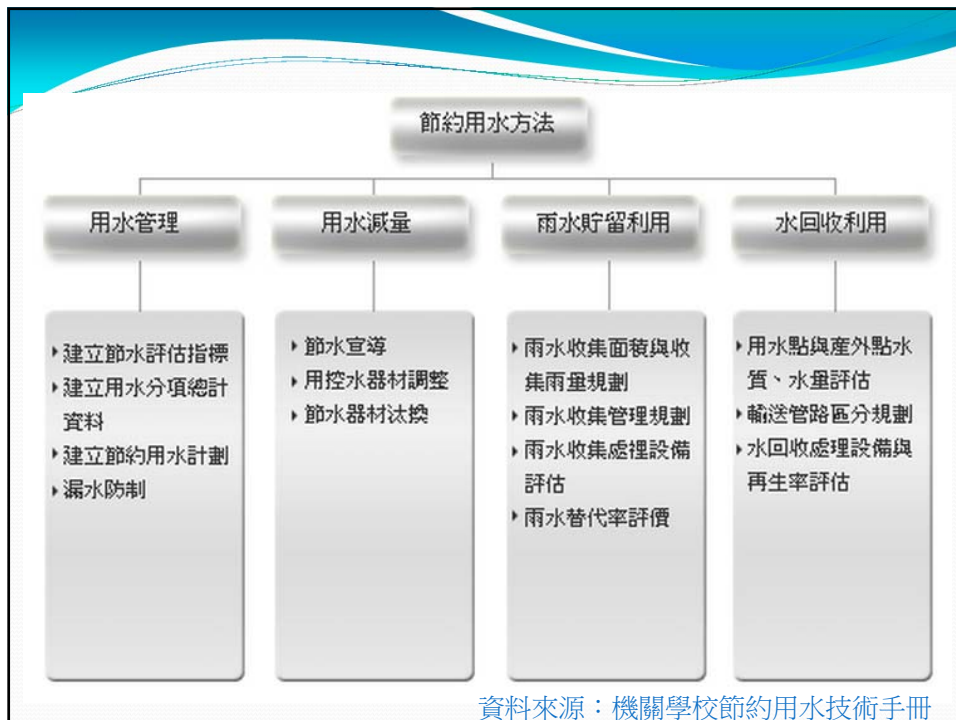 節約用水方法
用水管理
用水減量
雨水貯留利用
水回收利用
建立節水評估指標
建立用水分項總計
資料
建立節約用水計劃
漏水防制
節水宣導
用控水器材調整
節水器材汰換
雨水收集面積與收
集雨量規劃
雨水收集管理規劃
雨水收集處理設備
評估
雨水替代率評價
用水點與產外點水
質、水量評估
輸送管路區分規劃
水回收處理設備與
再生率評估
資料來源：機關學校節約用水技術手冊